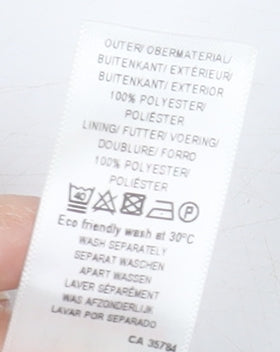 OUTER/ OBERMATERIAL/
BUITENKANT/ EXTÉRIEUR/
BUITENKANT/ EXTERIOR
100% POLYESTER/
POLIÉSTER
LINING/ FUTTER/ VOERING/
DOUBLURE/ FORRO
100% POLYESTER/
POLIÉSTER
40 P
Eco friendly wash at 30°C
WASH SEPARATELY
SEPARAT WASCHEN
APART WASSEN
LAVER SÉPARÉMENT
WAS AFZONDERLIJK
LAVAR POR SEPARADO
CA 35784